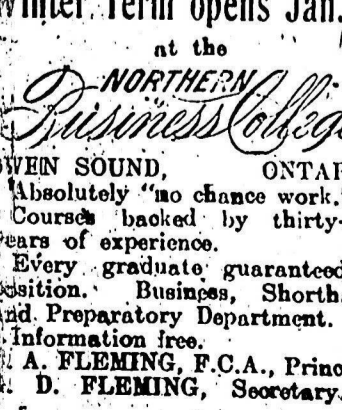 Winter Term opens Jan.
at the
NORTHERN
Business College
OWEN SOUND, ONTAR
Absolutely "no chance work."
Courses backed by thirty-
years of experience.
Every graduate guaranteed
position. Business, Shorth
and Preparatory Department.
Information free.
A. FLEMING, F.C.A., Princ
D. FLEMING, Secretary.